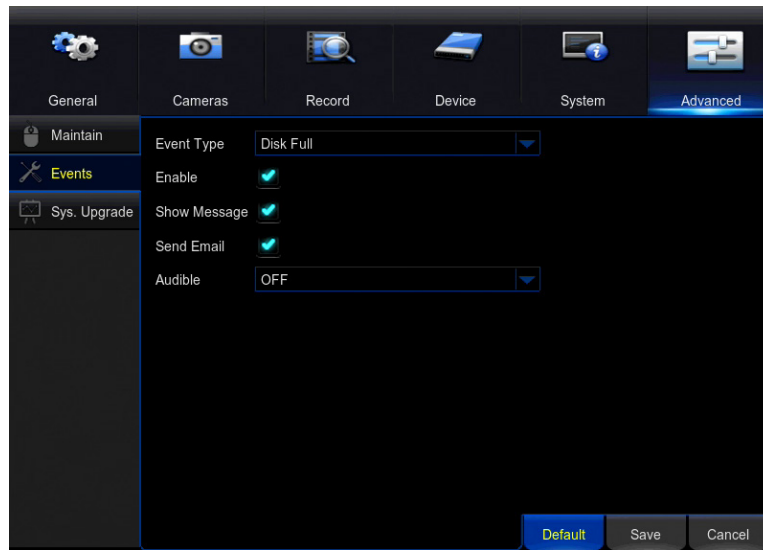 General Cameras Record Device System Advanced
Maintain
Events
Sys. Upgrade
Event Type Disk Full
Enable
Show Message
Send Email
Audible OFF
Default Save Cancel